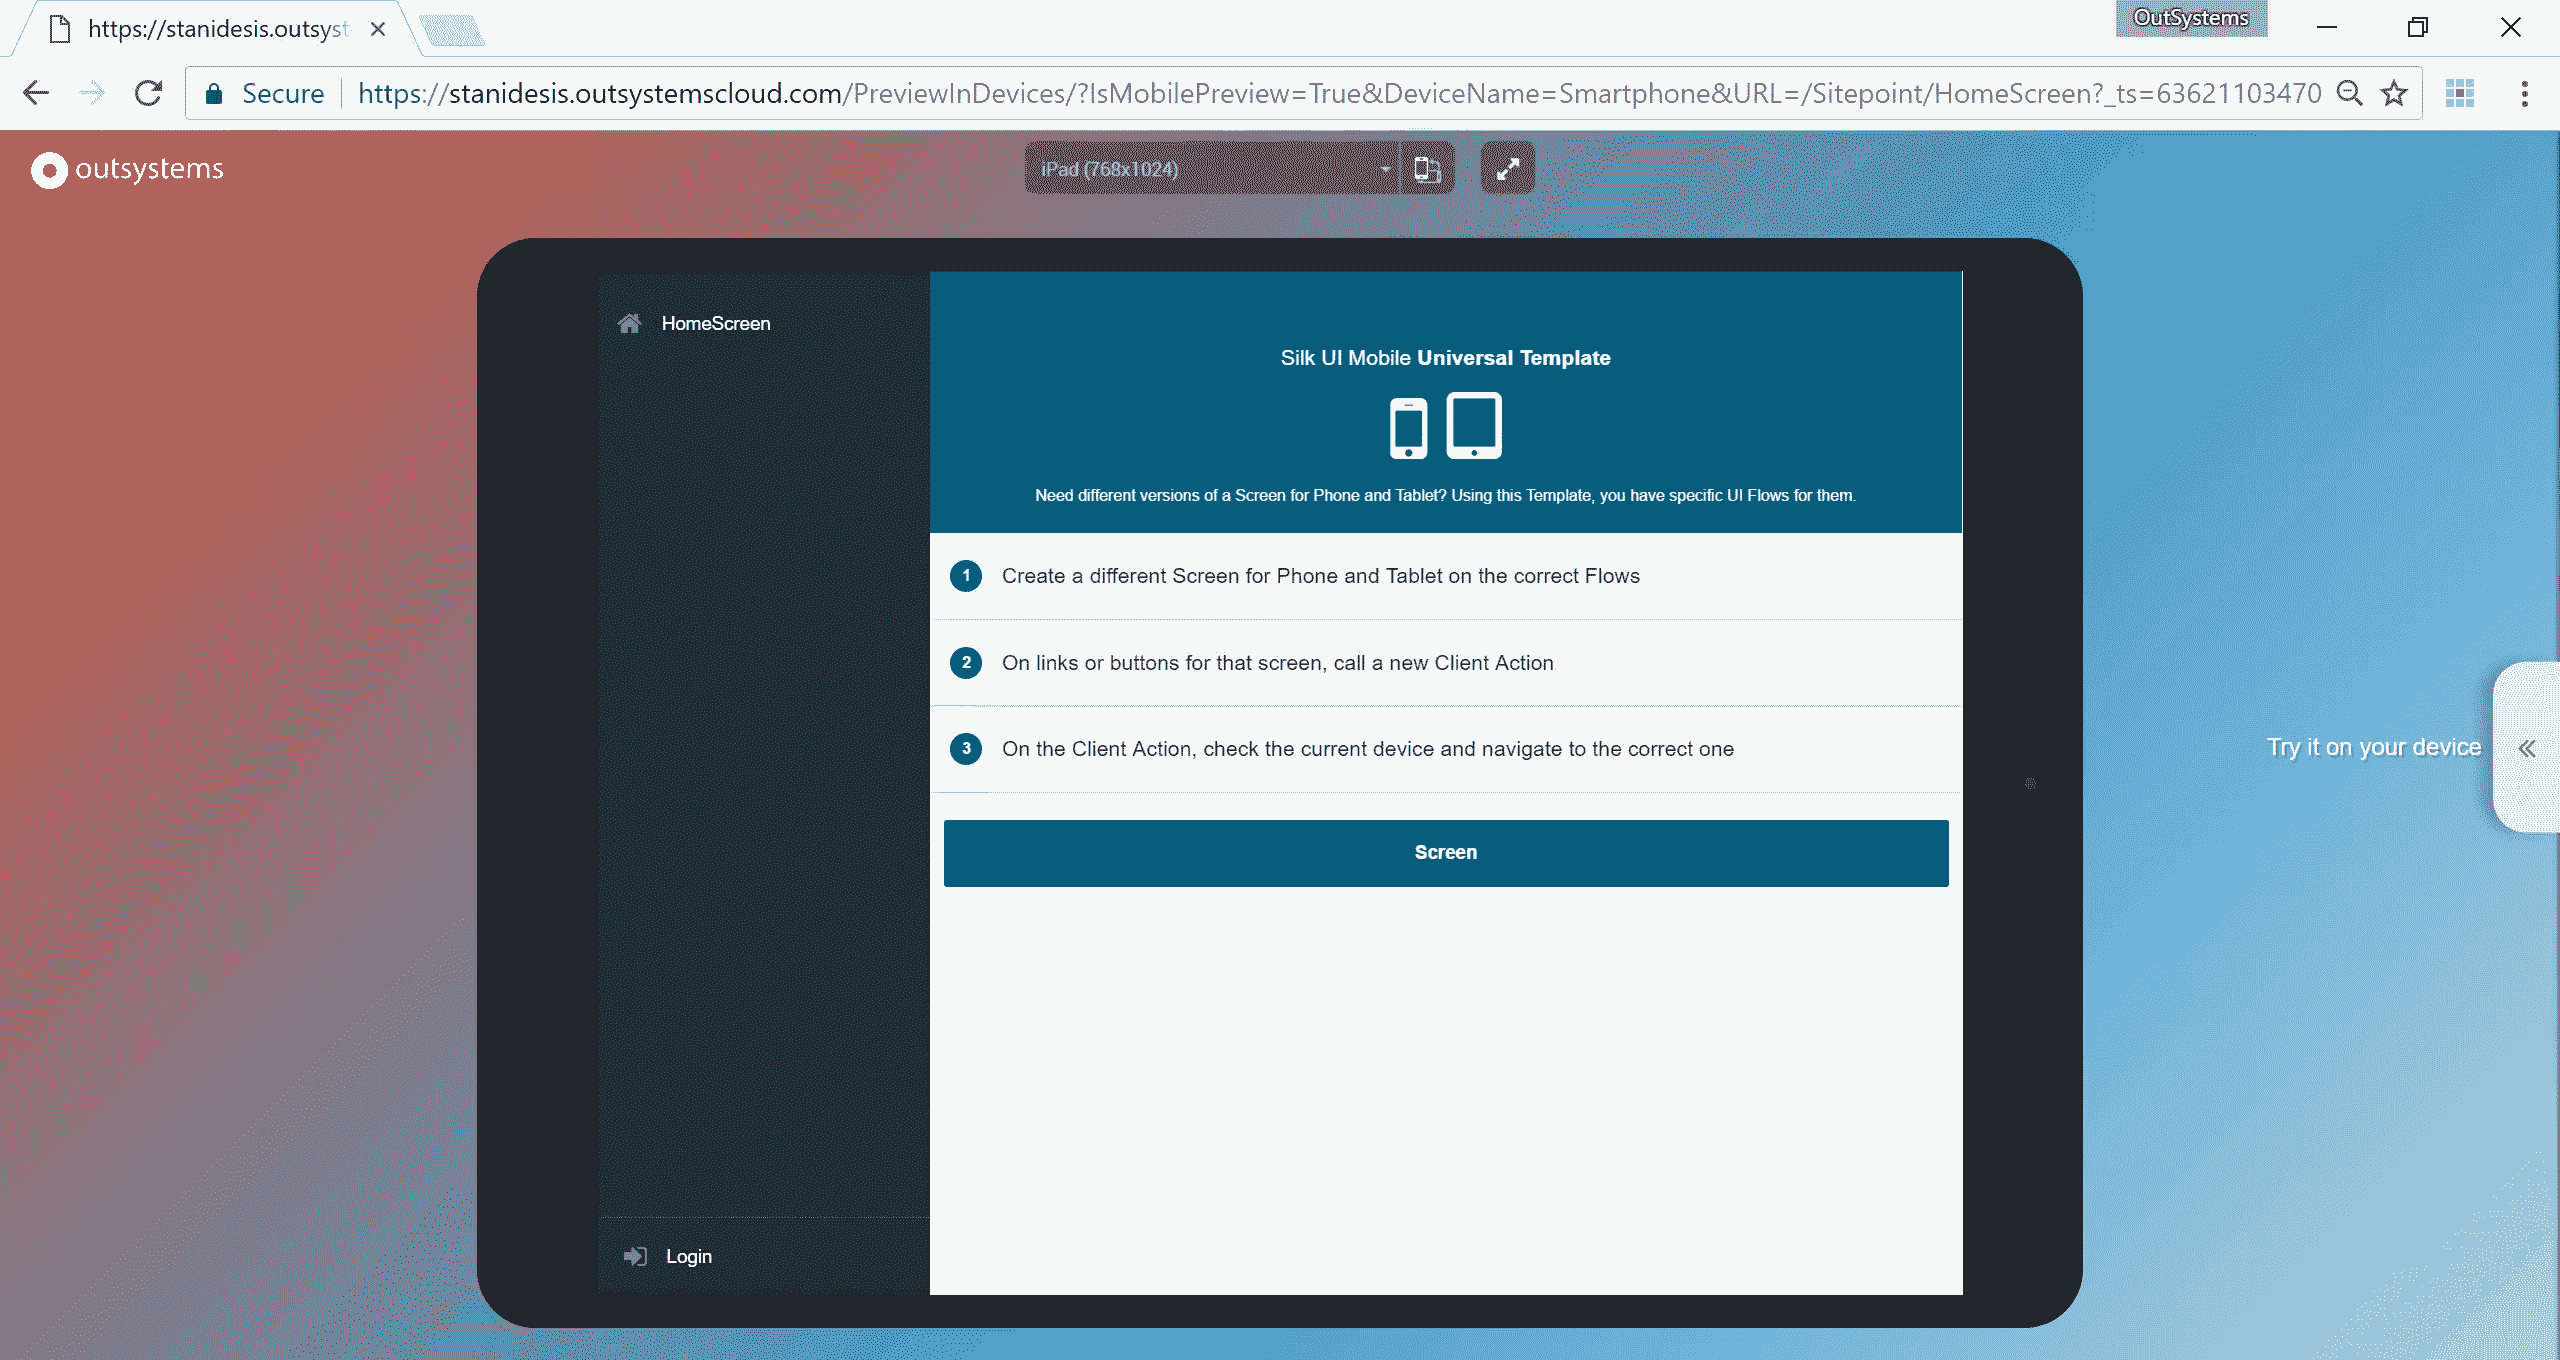 https://stanidesis.outsyst
OutSystems
Secure
https://stanidesis.outsystemscloud.com/PreviewInDevices/?IsMobilePreview=True&DeviceName=Smartphone&URL=/Sitepoint/HomeScreen?_ts=63621103470
outsystems
iPad (768x1024)
HomeScreen
Silk UI Mobile Universal Template
Need different versions of a Screen for Phone and Tablet? Using this Template, you have specific UI Flows for them.
1 Create a different Screen for Phone and Tablet on the correct Flows
2 On links or buttons for that screen, call a new Client Action
3 On the Client Action, check the current device and navigate to the correct one
Try it on your device
Screen
Login